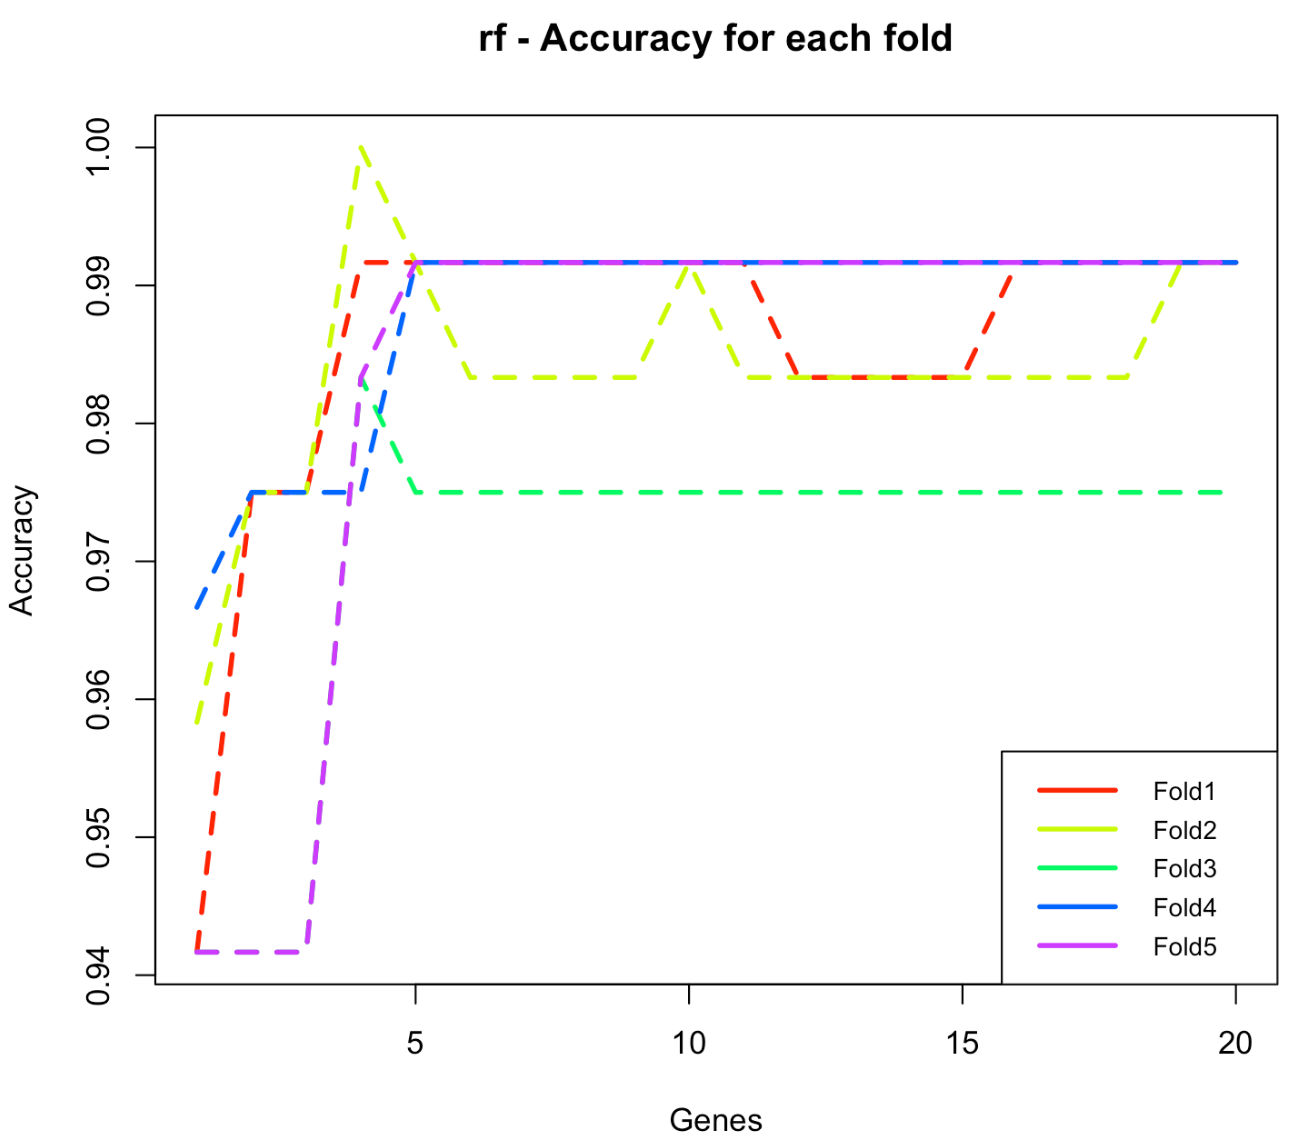 rf - Accuracy for each fold
Accuracy
1.00
0.99
0.98
0.97
0.96
0.95
0.94
Fold1
Fold2
Fold3
Fold4
Fold5
5
10
15
20
Genes